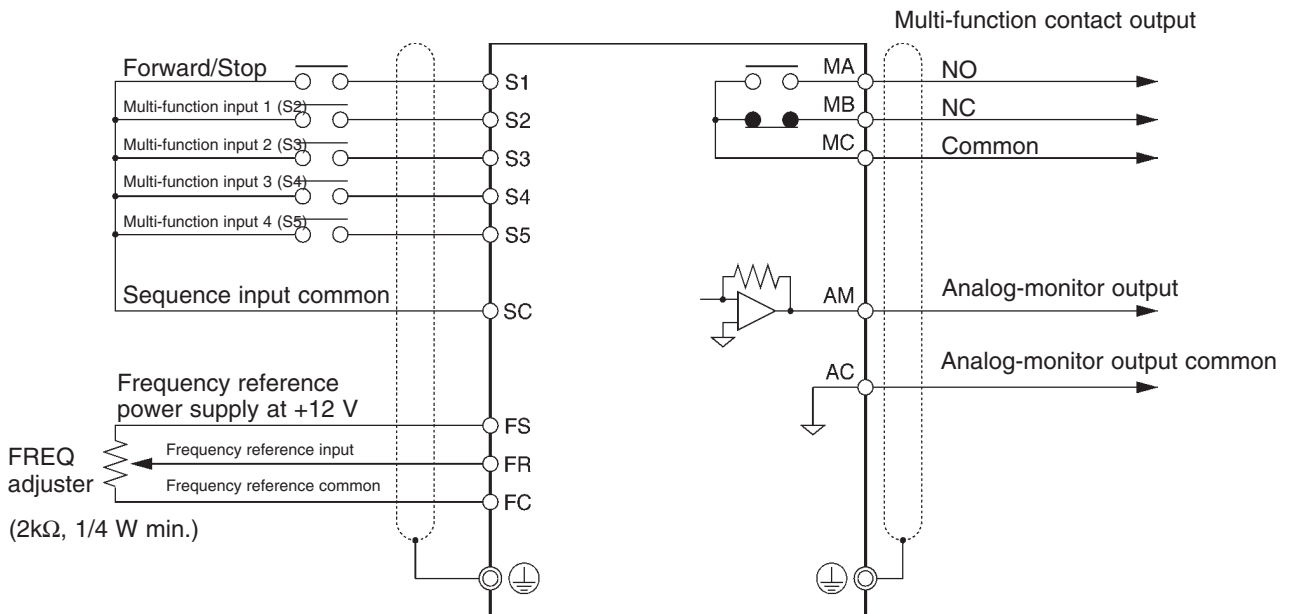 Multi-function contact output
Forward/Stop
S1
MA
NO
Multi-function input 1 (S2)
S2
MB
NC
Multi-function input 2 (S3)
S3
MC
Common
Multi-function input 3 (S4)
S4
Multi-function input 4 (S5)
S5
Sequence input common
SC
AM
Analog-monitor output
AC
Analog-monitor output common
Frequency reference
power supply at +12 V
FS
FREQ
adjuster
Frequency reference input
FR
Frequency reference common
FC
(2kΩ, 1/4 W min.)